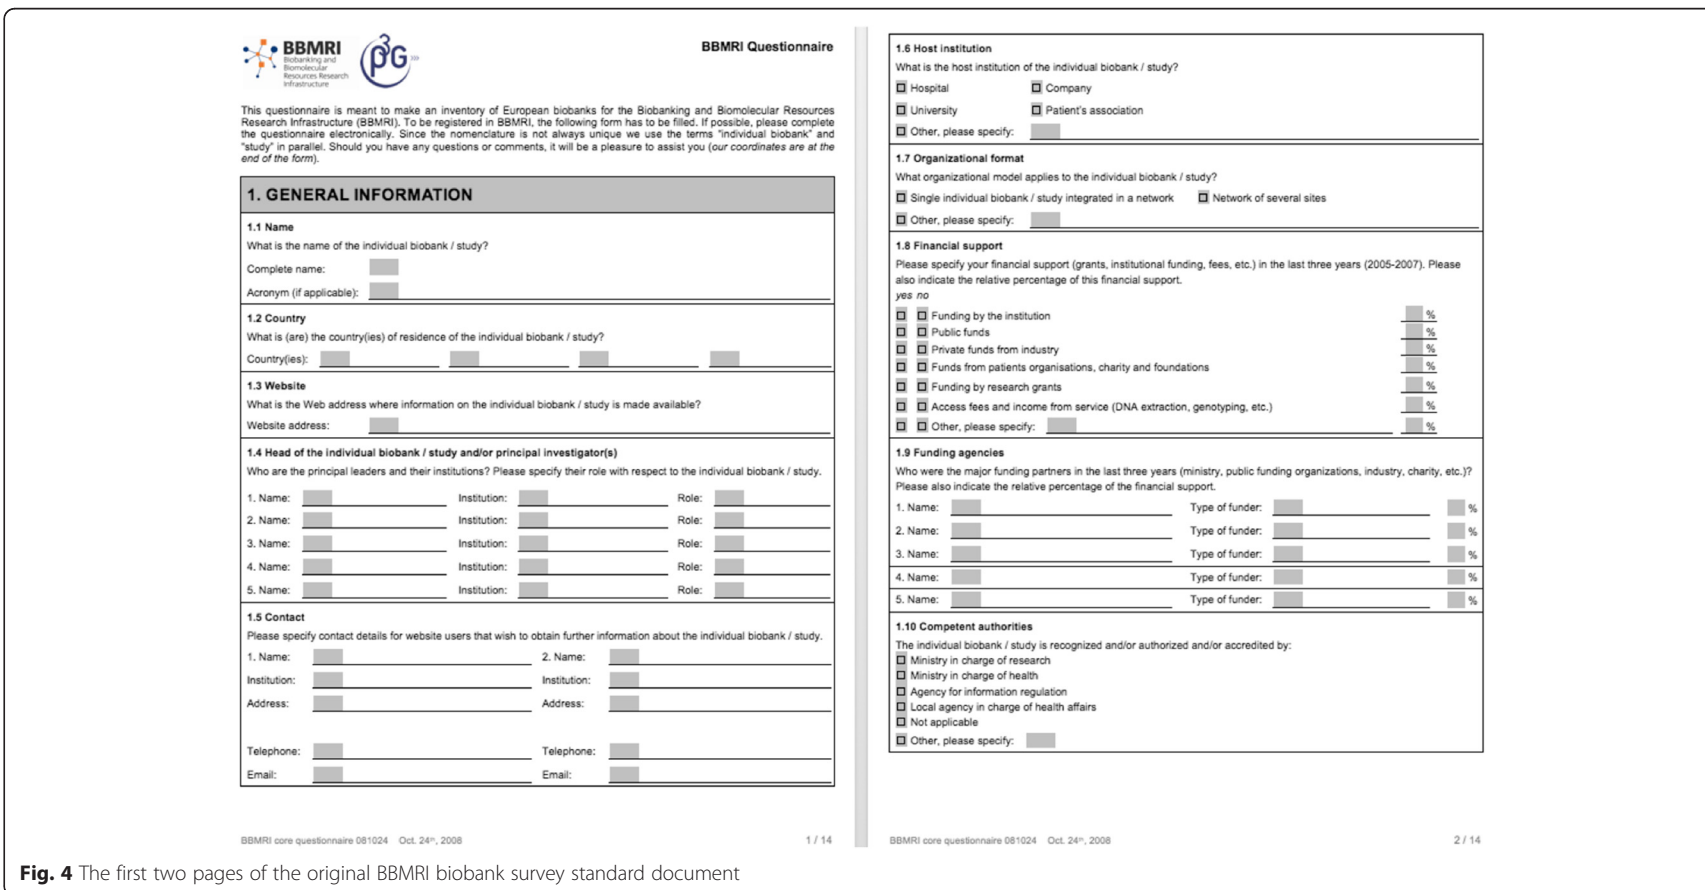 BBMRI
Biobanking and
Biomolecular
Resources Research
Infrastructure
p3G
BBMRI Questionnaire
This questionnaire is meant to make an inventory of European biobanks for the Biobanking and Biomolecular Resources
Research Infrastructure (BBMRI). To be registered in BBMRI, the following form has to be filled. If possible, please complete
the questionnaire electronically. Since the nomenclature is not always unique we use the terms "individual biobank" and
"study" in parallel. Should you have any questions or comments, it will be a pleasure to assist you (our coordinates are at the
end of the form).
1. GENERAL INFORMATION
1.1 Name
What is the name of the individual biobank / study?
Complete name:
Acronym (if applicable):
1.2 Country
What is (are) the country(ies) of residence of the individual biobank / study?
Country(ies):
1.3 Website
What is the Web address where information on the individual biobank / study is made available?
Website address:
1.4 Head of the individual biobank / study and/or principal investigator(s)
Who are the principal leaders and their institutions? Please specify their role with respect to the individual biobank / study.
1. Name: Institution: Role:
2. Name: Institution: Role:
3. Name: Institution: Role:
4. Name: Institution: Role:
5. Name: Institution: Role:
1.5 Contact
Please specify contact details for website users that wish to obtain further information about the individual biobank / study.
1. Name: 2. Name:
Institution: Institution:
Address: Address:
Telephone: Telephone:
Email: Email:
BBMRI core questionnaire 081024 Oct. 24th, 2008 1 / 14
1.6 Host institution
What is the host institution of the individual biobank / study?
Hospital Company
University Patient's association
Other, please specify:
1.7 Organizational format
What organizational model applies to the individual biobank / study?
Single individual biobank / study integrated in a network Network of several sites
Other, please specify:
1.8 Financial support
Please specify your financial support (grants, institutional funding, fees, etc.) in the last three years (2005-2007). Please
also indicate the relative percentage of this financial support.
yes no
Funding by the institution %
Public funds %
Private funds from industry %
Funds from patients organisations, charity and foundations %
Funding by research grants %
Access fees and income from service (DNA extraction, genotyping, etc.) %
Other, please specify: %
1.9 Funding agencies
Who were the major funding partners in the last three years (ministry, public funding organizations, industry, charity, etc.)?
Please also indicate the relative percentage of the financial support.
1. Name: Type of funder: %
2. Name: Type of funder: %
3. Name: Type of funder: %
4. Name: Type of funder: %
5. Name: Type of funder: %
1.10 Competent authorities
The individual biobank / study is recognized and/or authorized and/or accredited by:
Ministry in charge of research
Ministry in charge of health
Agency for information regulation
Local agency in charge of health affairs
Not applicable
Other, please specify:
BBMRI core questionnaire 081024 Oct. 24th, 2008 2 / 14
Fig. 4 The first two pages of the original BBMRI biobank survey standard document